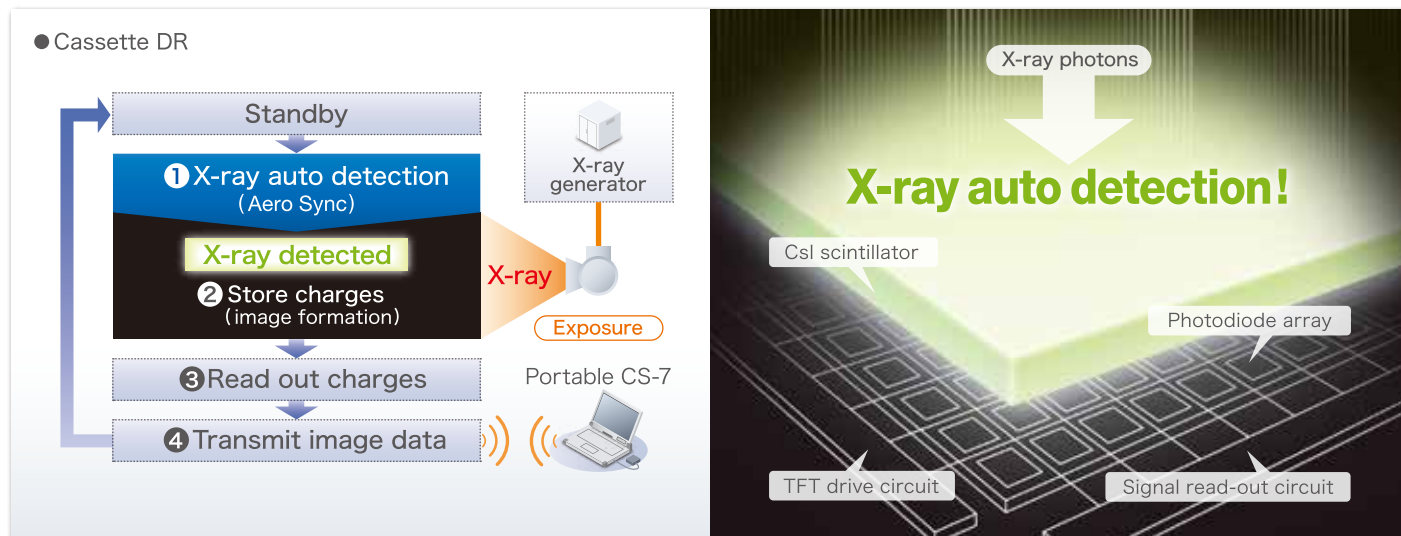 ● Cassette DR
Standby
❶ X-ray auto detection
(Aero Sync)
X-ray detected
❷ Store charges
(image formation)
❸ Read out charges
❹ Transmit image data
X-ray
generator
X-ray
Exposure
Portable CS-7
X-ray photons
X-ray auto detection!
CsI scintillator
Photodiode array
TFT drive circuit
Signal read-out circuit